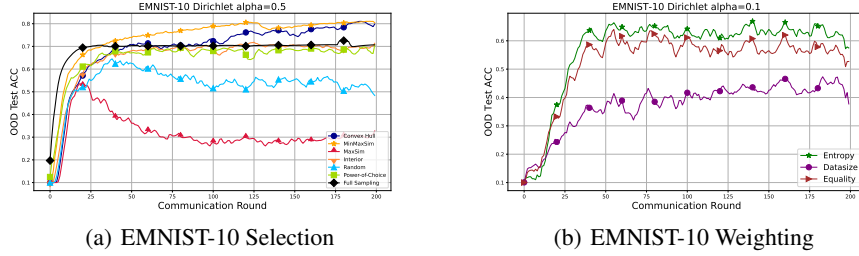 EMNIST-10 Dirichlet alpha=0.5
OOD Test ACC
0.8
0.7
0.6
0.5
0.4
0.3
0.2
0.1
Convex Hull
MinMaxSim
MaxSim
Interior
Random
Power-of-Choice
Full Sampling
0 25 50 75 100 125 150 175 200
Communication Round
(a) EMNIST-10 Selection
EMNIST-10 Dirichlet alpha=0.1
OOD Test ACC
0.7
0.6
0.5
0.4
0.3
0.2
0.1
Entropy
Datasize
Equality
0 25 50 75 100 125 150 175 200
Communication Round
(b) EMNIST-10 Weighting